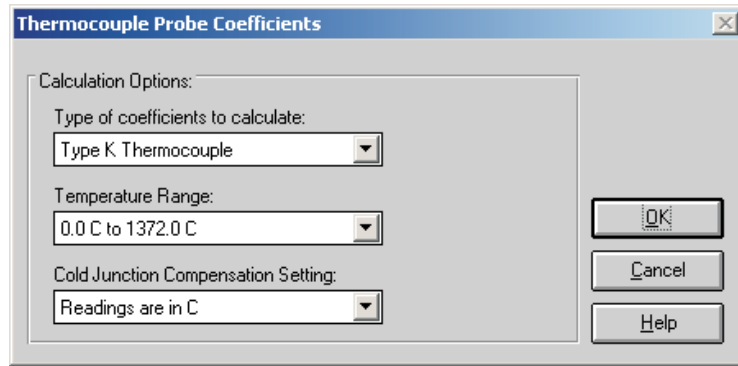 Thermocouple Probe Coefficients
Calculation Options:
Type of coefficients to calculate:
Type K Thermocouple
Temperature Range:
0.0 C to 1372.0 C
Cold Junction Compensation Setting:
Readings are in C
OK
Cancel
Help